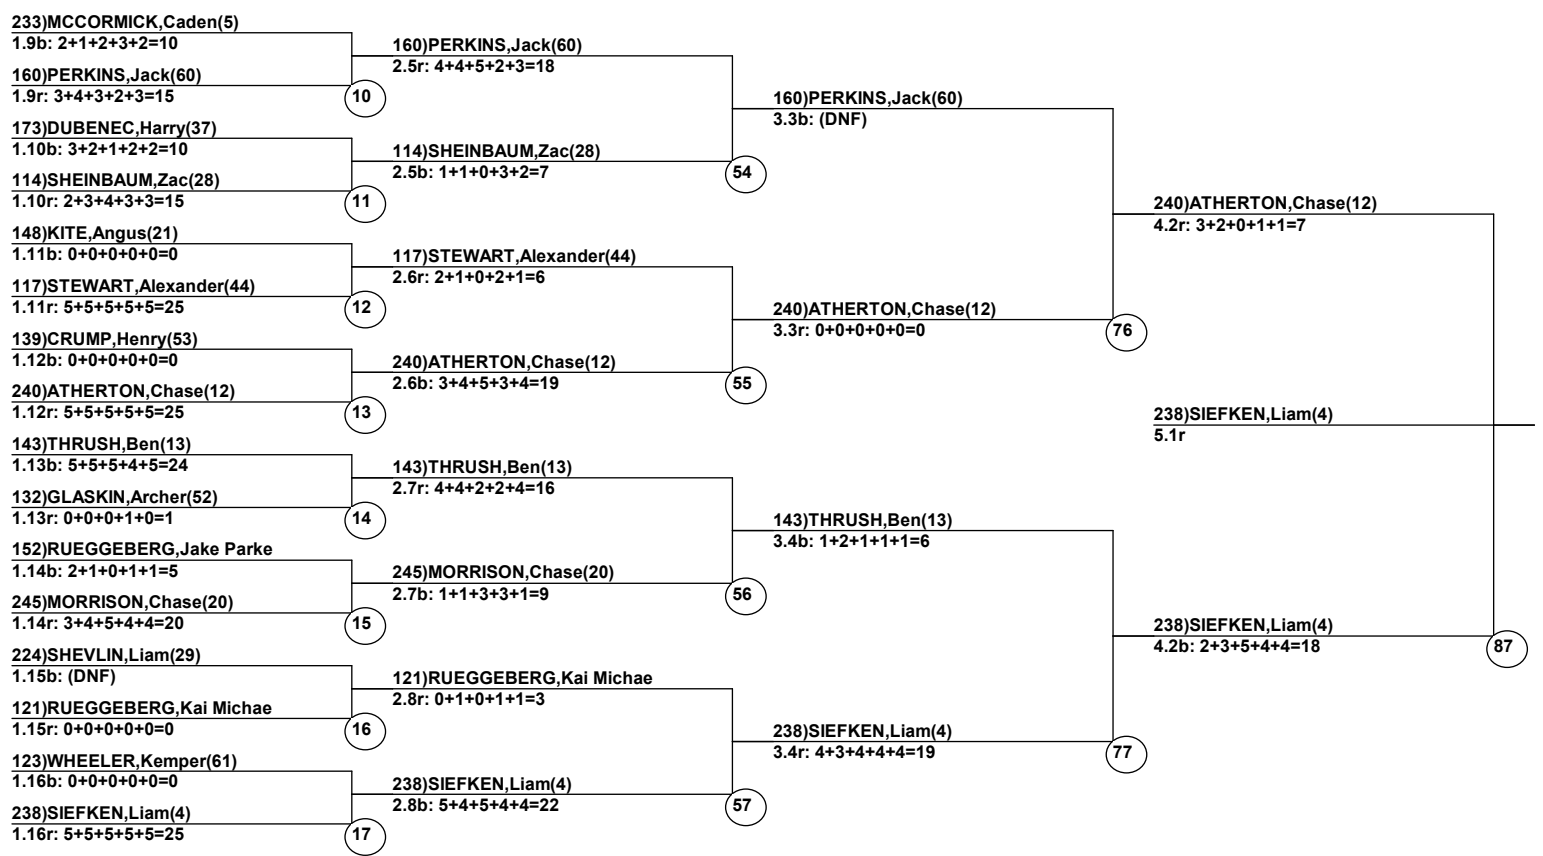 233)MCCORMICK,Caden(5)
1.9b: 2+1+2+3+2=10
160)PERKINS,Jack(60)
1.9r: 3+4+3+2+3=15
10
173)DUBENEC,Harry(37)
1.10b: 3+2+1+2+2=10
114)SHEINBAUM,Zac(28)
1.10r: 2+3+4+3+3=15
11
148)KITE,Angus(21)
1.11b: 0+0+0+0+0=0
117)STEWART,Alexander(44)
1.11r: 5+5+5+5+5=25
12
139)CRUMP,Henry(53)
1.12b: 0+0+0+0+0=0
240)ATHERTON,Chase(12)
1.12r: 5+5+5+5+5=25
13
143)THRUSH,Ben(13)
1.13b: 5+5+5+4+5=24
132)GLASKIN,Archer(52)
1.13r: 0+0+0+1+0=1
14
152)RUEGGEBERG,Jake Parke
1.14b: 2+1+0+1+1=5
245)MORRISON,Chase(20)
1.14r: 3+4+5+4+4=20
15
224)SHEVLIN,Liam(29)
1.15b: (DNF)
121)RUEGGEBERG,Kai Michae
1.15r: 0+0+0+0+0=0
16
123)WHEELER,Kemper(61)
1.16b: 0+0+0+0+0=0
238)SIEFKEN,Liam(4)
1.16r: 5+5+5+5+5=25
17
160)PERKINS,Jack(60)
2.5r: 4+4+5+2+3=18
114)SHEINBAUM,Zac(28)
2.5b: 1+1+0+3+2=7
54
117)STEWART,Alexander(44)
2.6r: 2+1+0+2+1=6
240)ATHERTON,Chase(12)
2.6b: 3+4+5+3+4=19
55
143)THRUSH,Ben(13)
2.7r: 4+4+2+2+4=16
245)MORRISON,Chase(20)
2.7b: 1+1+3+3+1=9
56
121)RUEGGEBERG,Kai Michae
2.8r: 0+1+0+1+1=3
238)SIEFKEN,Liam(4)
2.8b: 5+4+5+4+4=22
57
160)PERKINS,Jack(60)
3.3b: (DNF)
240)ATHERTON,Chase(12)
3.3r: 0+0+0+0+0=0
76
143)THRUSH,Ben(13)
3.4b: 1+2+1+1+1=6
238)SIEFKEN,Liam(4)
3.4r: 4+3+4+4+4=19
77
240)ATHERTON,Chase(12)
4.2r: 3+2+0+1+1=7
238)SIEFKEN,Liam(4)
5.1r
238)SIEFKEN,Liam(4)
4.2b: 2+3+5+4+4=18
87